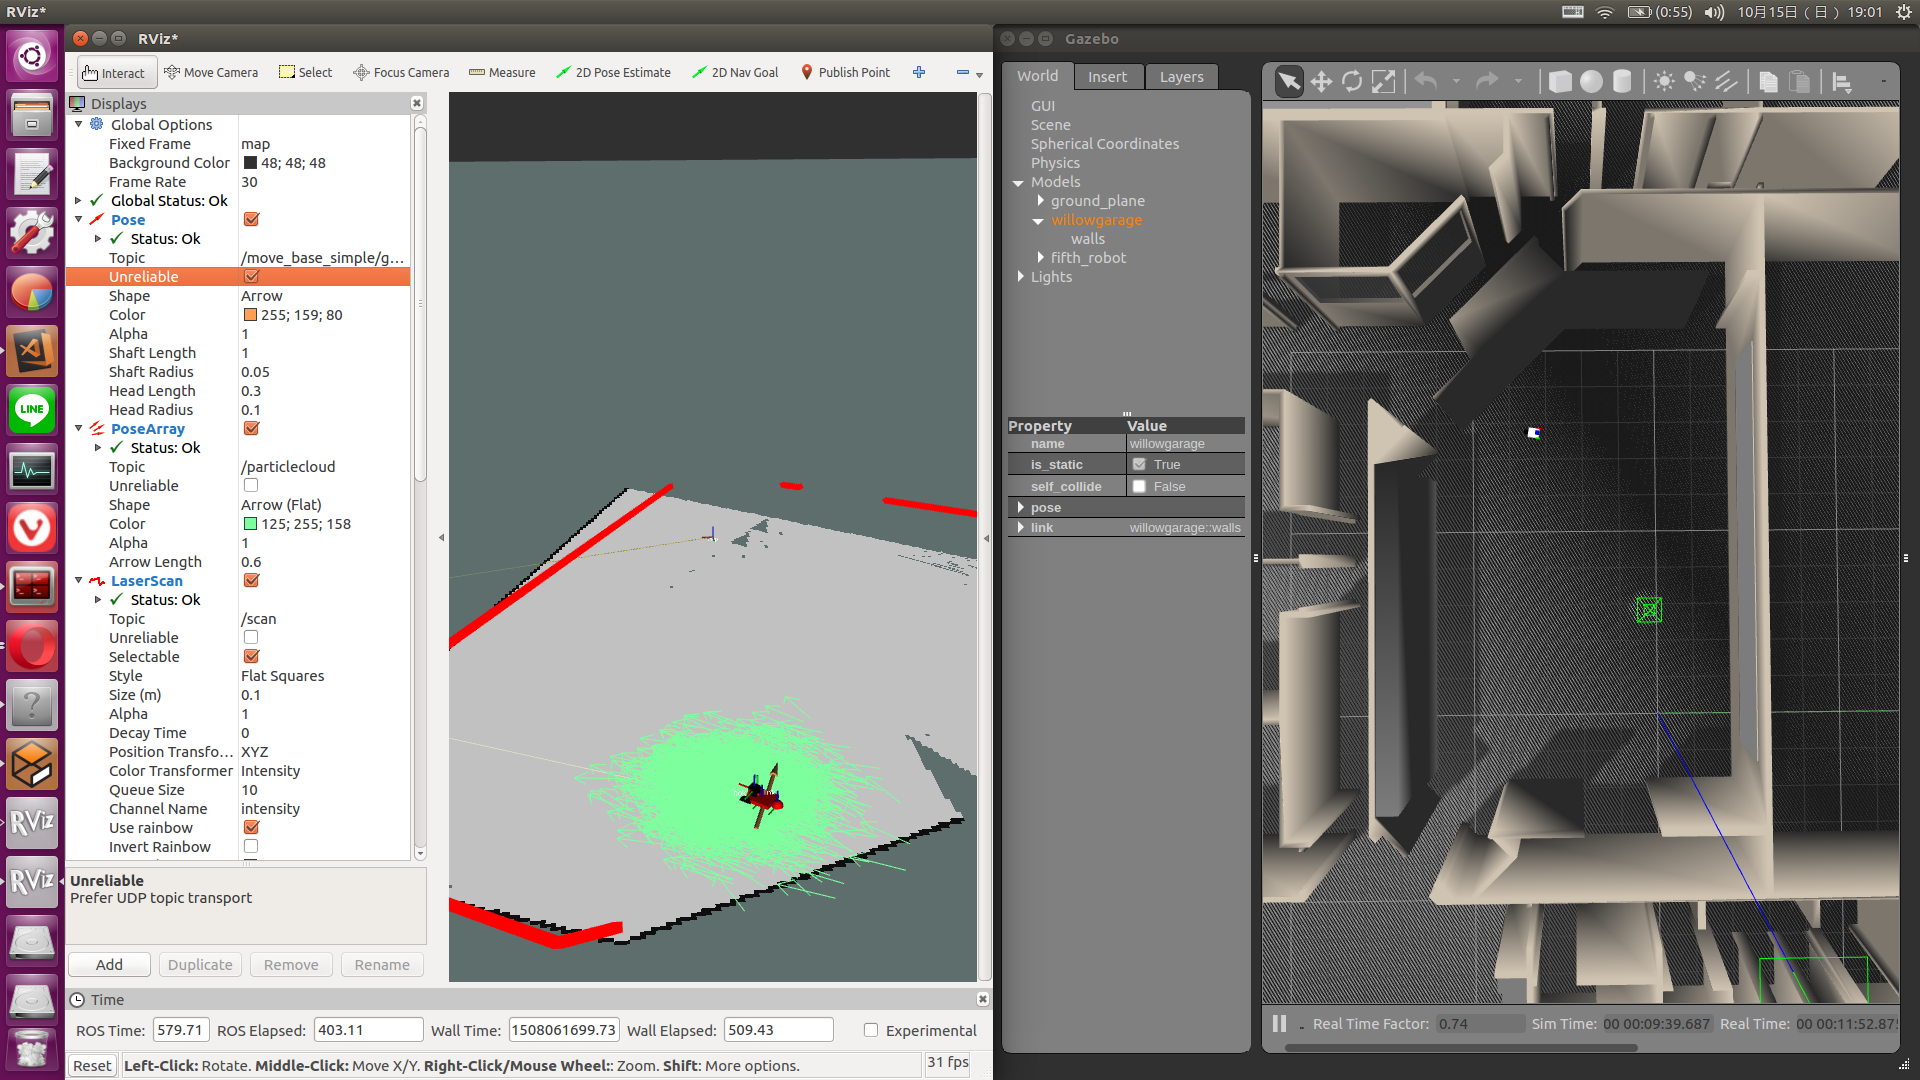 RViz*
(0:55)
10月15日 ( 日 ) 19:01
RViz*
Interact
Move Camera
Select
Focus Camera
Measure
2D Pose Estimate
2D Nav Goal
Publish Point
Displays
Global Options
Fixed Frame map
Background Color 48; 48; 48
Frame Rate 30
Global Status: Ok
Pose
Status: Ok
Topic /move_base_simple/g...
Unreliable
Shape Arrow
Color 255; 159; 80
Alpha 1
Shaft Length 1
Shaft Radius 0.05
Head Length 0.3
Head Radius 0.1
PoseArray
Status: Ok
Topic /particlecloud
Unreliable
Shape Arrow (Flat)
Color 125; 255; 158
Alpha 1
Arrow Length 0.6
LaserScan
Status: Ok
Topic /scan
Unreliable
Selectable
Style Flat Squares
Size (m) 0.1
Alpha 1
Decay Time 0
Position Transfo... XYZ
Color Transformer Intensity
Queue Size 10
Channel Name intensity
Use rainbow
Invert Rainbow
Unreliable
Prefer UDP topic transport
Add
Duplicate
Remove
Rename
Time
ROS Time: 579.71
ROS Elapsed: 403.11
Wall Time: 1508061699.73
Wall Elapsed: 509.43
Experimental
Reset
Left-Click: Rotate. Middle-Click: Move X/Y. Right-Click/Mouse Wheel:: Zoom. Shift: More options.
31 fps
LINE
RViz
RViz
Gazebo
World
Insert
Layers
GUI
Scene
Spherical Coordinates
Physics
Models
ground_plane
willowgarage
walls
fifth_robot
Lights
Property Value
name willowgarage
is_static True
self_collide False
pose
link willowgarage::walls
Real Time Factor: 0.74
Sim Time: 00 00:09:39.687
Real Time: 00 00:11:52.87